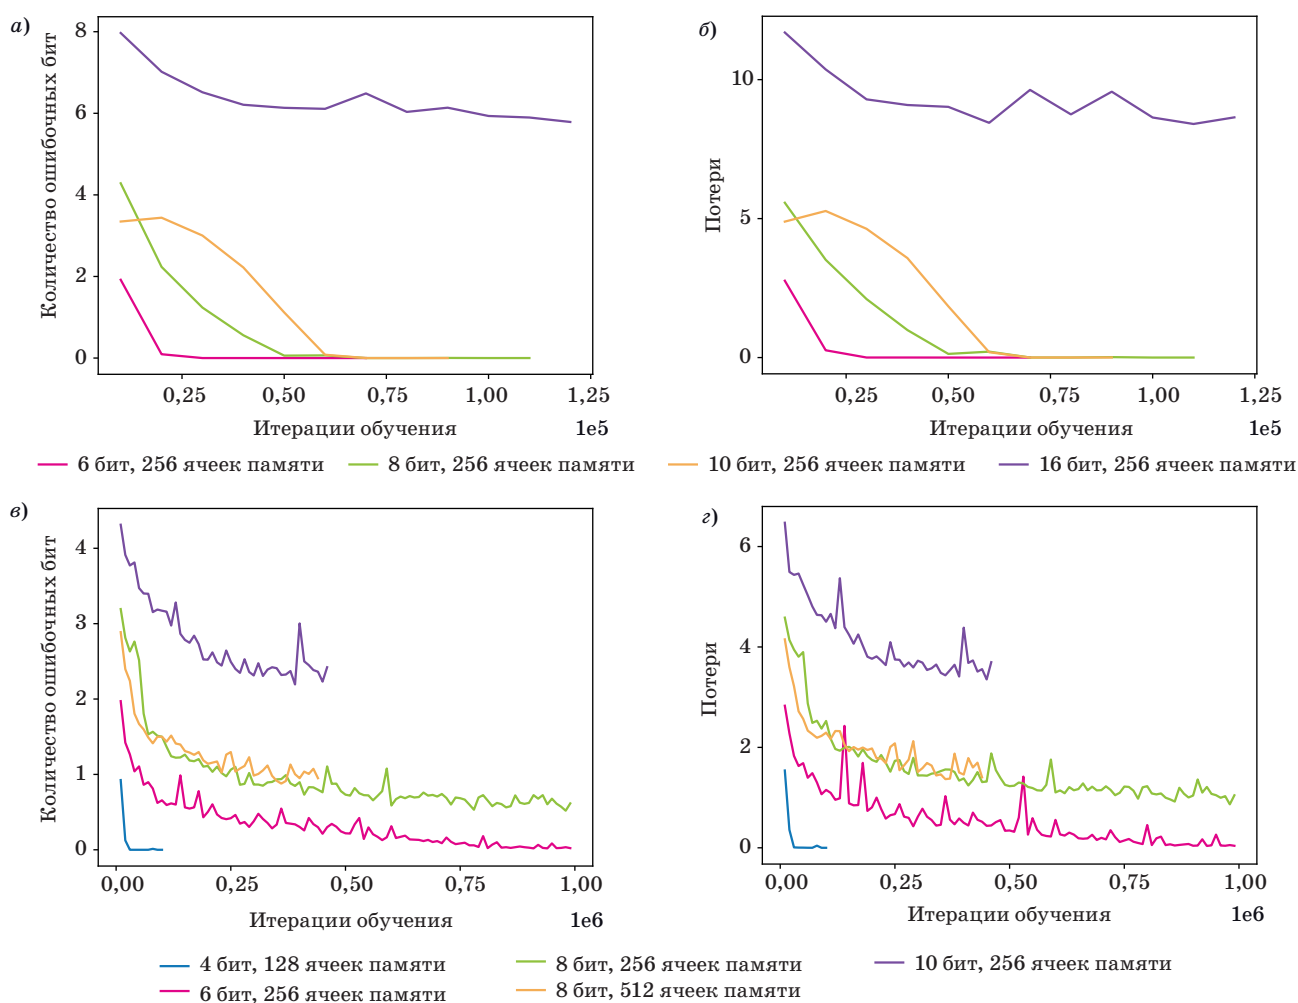 а)
Количество ошибочных бит
8
6
4
2
0
0,25 0,50 0,75 1,00 1,25
Итерации обучения 1e5
б)
Потери
10
5
0
0,25 0,50 0,75 1,00 1,25
Итерации обучения 1e5
6 бит, 256 ячеек памяти 8 бит, 256 ячеек памяти 10 бит, 256 ячеек памяти 16 бит, 256 ячеек памяти
в)
Количество ошибочных бит
4
3
2
1
0
0,00 0,25 0,50 0,75 1,00
Итерации обучения 1e6
г)
Потери
6
4
2
0
0,00 0,25 0,50 0,75 1,00
Итерации обучения 1e6
4 бит, 128 ячеек памяти 8 бит, 256 ячеек памяти 10 бит, 256 ячеек памяти
6 бит, 256 ячеек памяти 8 бит, 512 ячеек памяти